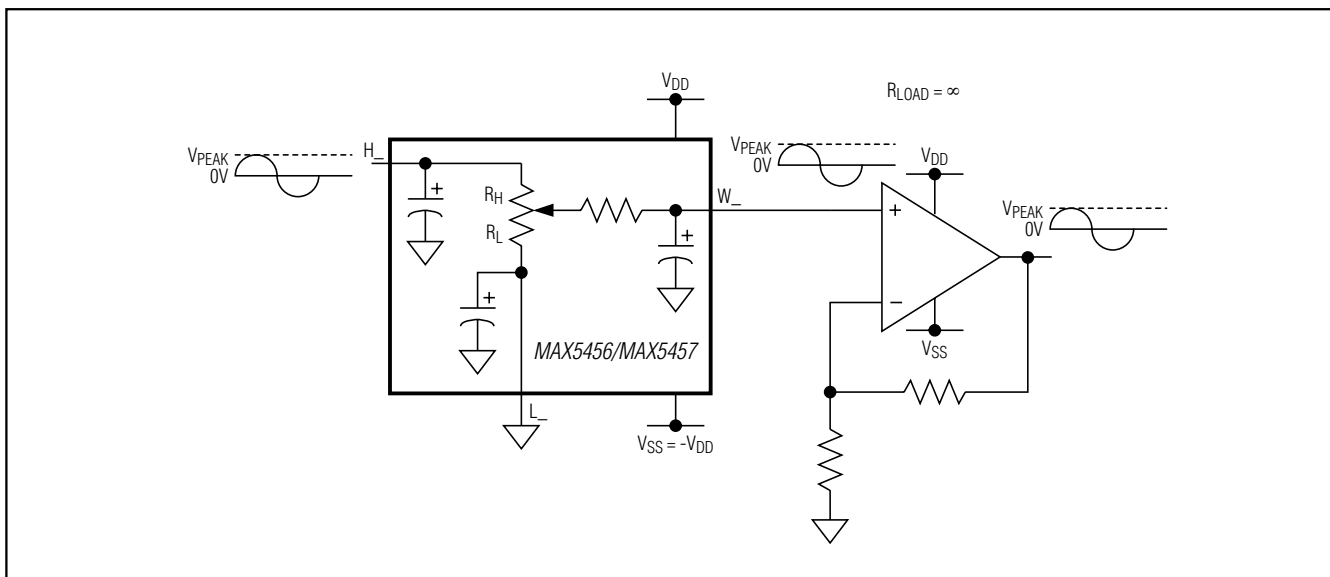 V_DD
R_LOAD = ∞
V_PEAK
0V
H_
R_H
R_L
MAX5456/MAX5457
L_
V_SS = -V_DD
V_PEAK
0V
W_
V_DD
+
−
V_SS
V_PEAK
0V
+
+
+